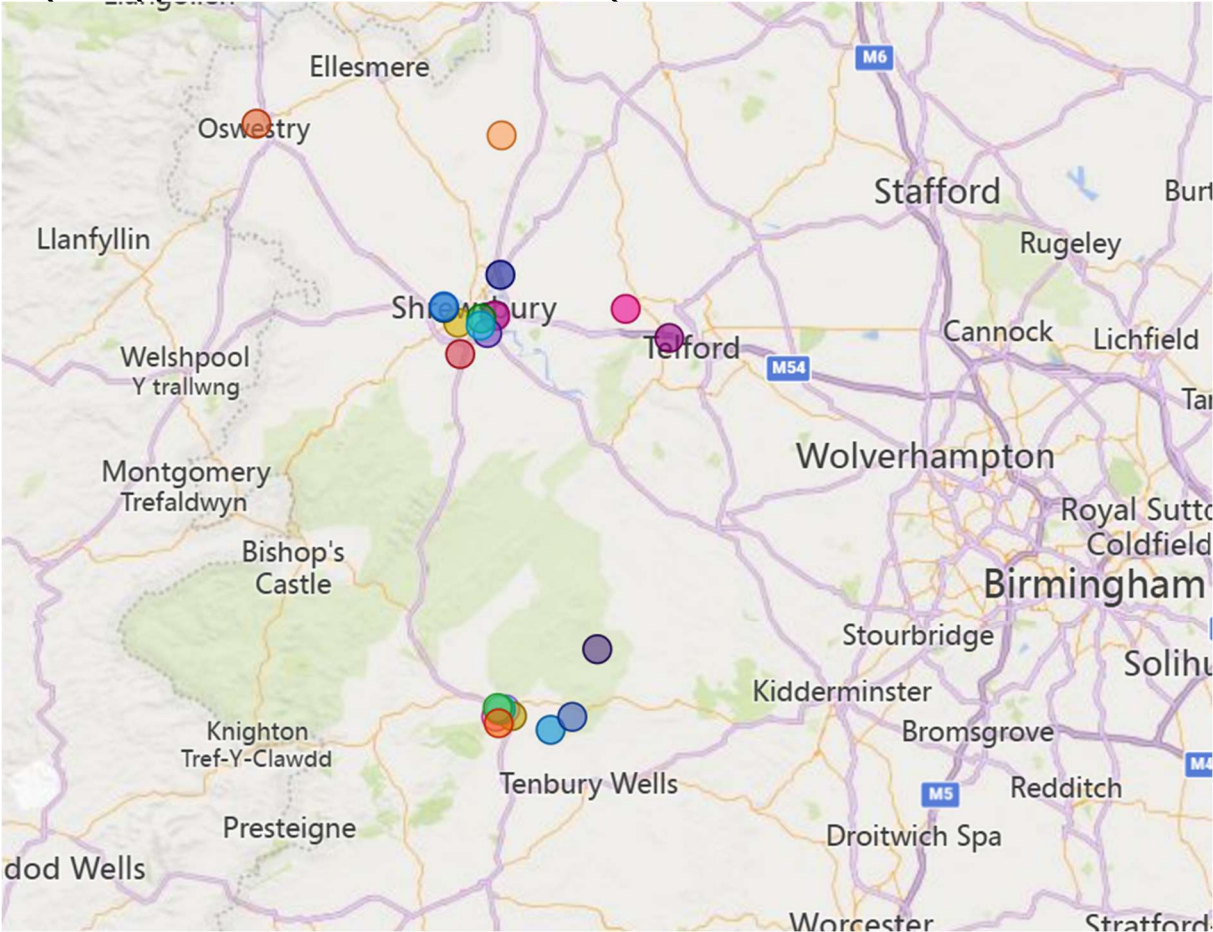 Ellesmere
M6
Oswestry
Stafford
Burt
Llanfyllin
Rugeley
Shrewsbury
Cannock
Lichfield
Welshpool
Y trallwng
Telford
M54
Tar
Wolverhampton
Montgomery
Trefaldwyn
Royal Sutto
Coldfield
Bishop's
Castle
Birmingham
Stourbridge
Solihu
Kidderminster
Knighton
Tref-Y-Clawdd
Bromsgrove
M4
Tenbury Wells
M5
Redditch
Presteigne
Droitwich Spa
dod Wells
Worcester
Stratford-